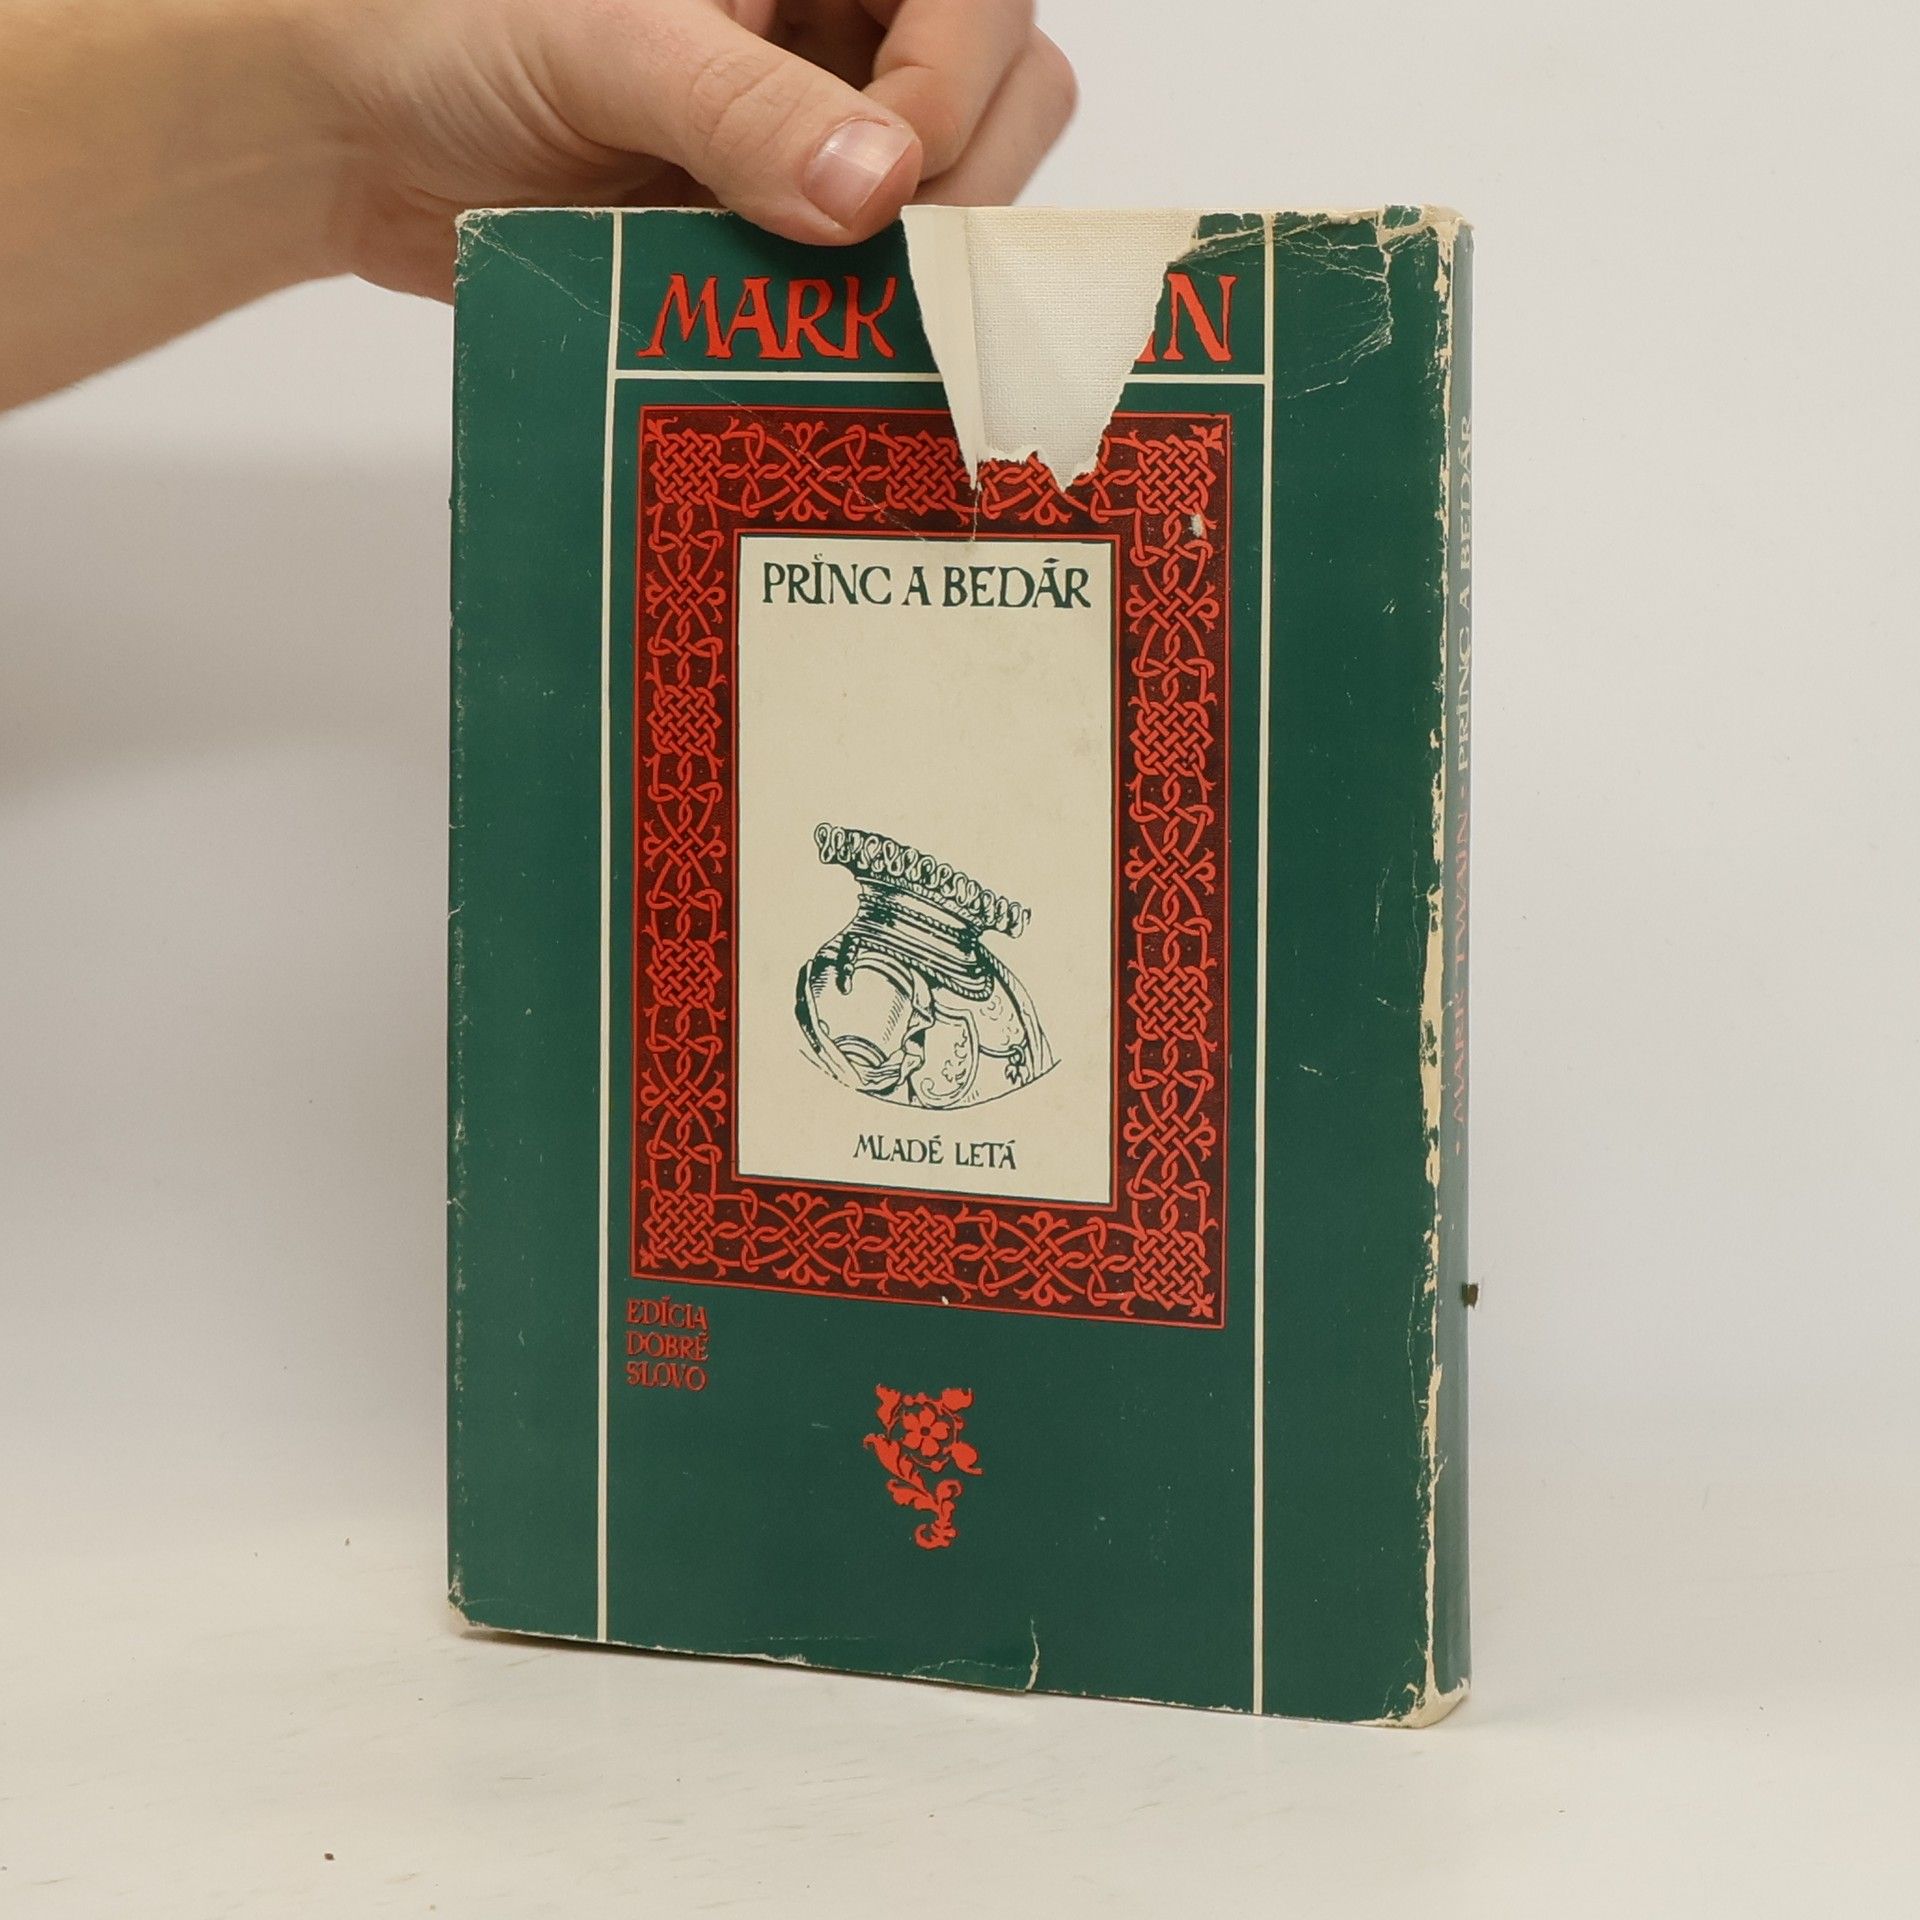 MARK
PRÍNC A BEDÁR
MLADÉ LETÁ
EDÍCIA
DOBRÉ
SLOVO
· MARK TWAIN · PRÍNC A BEDÁR